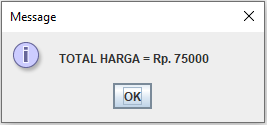 Message
TOTAL HARGA = Rp. 75000
OK